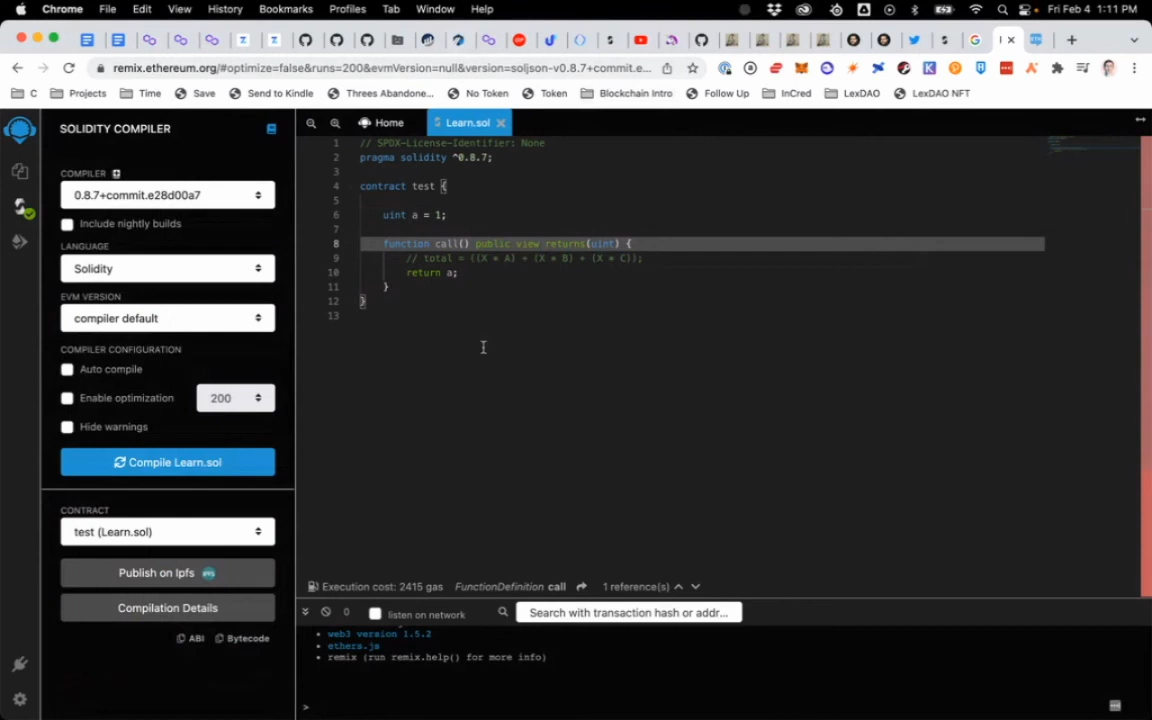 Chrome File Edit View History Bookmarks Profiles Tab Window Help Fri Feb 4 1:11 PM
remix.ethereum.org/#optimize=false&runs=200&evmVersion=null&version=soljson-v0.8.7+commit.e...
C Projects Time Save Send to Kindle Threes Abandone... No Token Token Blockchain Intro Follow Up InCred LexDAO LexDAO NFT
SOLIDITY COMPILER
COMPILER
0.8.7+commit.e28d00a7
Include nightly builds
LANGUAGE
Solidity
EVM VERSION
compiler default
COMPILER CONFIGURATION
Auto compile
Enable optimization 200
Hide warnings
Compile Learn.sol
CONTRACT
test (Learn.sol)
Publish on Ipfs
Compilation Details
ABI Bytecode
Home Learn.sol
1 // SPDX-License-Identifier: None
2 pragma solidity ^0.8.7;
3
4 contract test {
5
6 uint a = 1;
7
8 function call() public view returns(uint) {
9 // total = ((X * A) + (X * B) + (X * C));
10 return a;
11 }
12 }
13
Execution cost: 2415 gas FunctionDefinition call 1 reference(s)
0 listen on network Search with transaction hash or addr...
web3 version 1.5.2
ethers.js
remix (run remix.help() for more info)
>